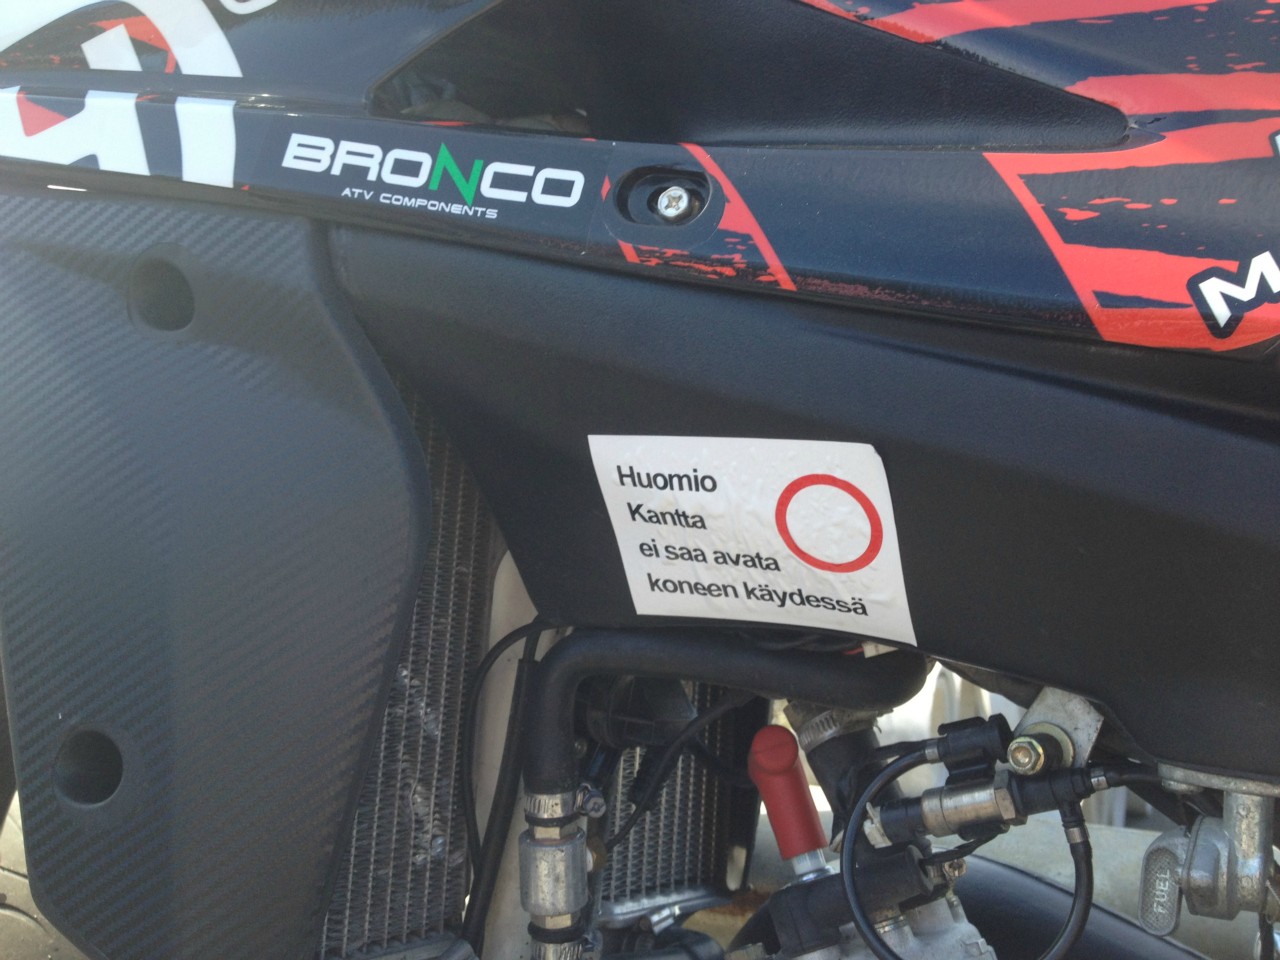 BRONCO
ATV COMPONENTS
M
Huomio
Kantta
ei saa avata
koneen käydessä
FUEL